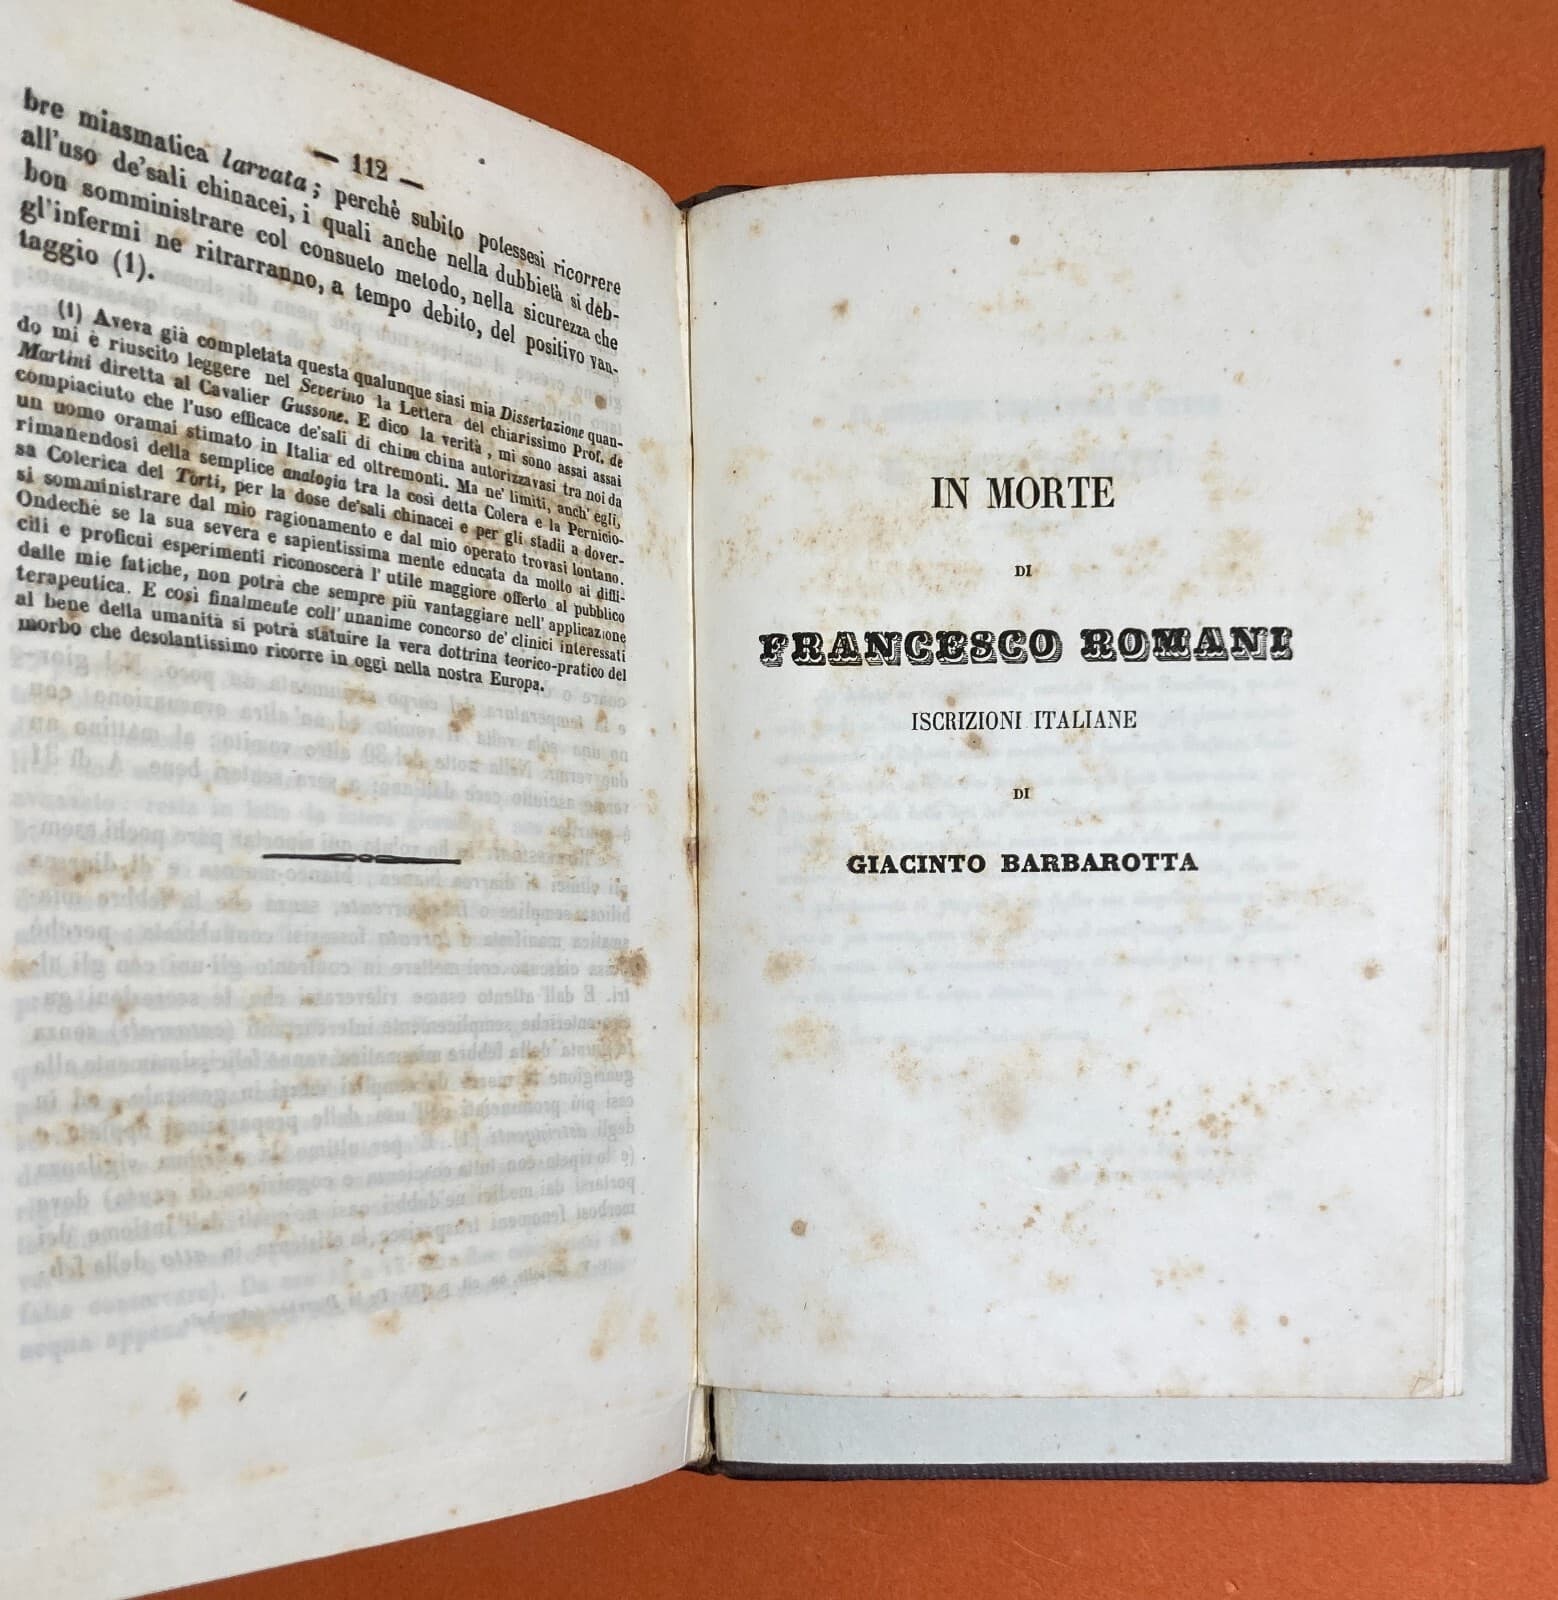 — 112 —
bre miasmatica larvata; perchè subito potessesi ricorrere
all'uso de'sali chinacei, i quali anche nella dubbietà si deb-
bon somministrare col consueto metodo, nella sicurezza che
gl'infermi ne ritrarranno, a tempo debito, del positivo van-
taggio (1).
(1) Aveva già completata questa qualunque siasi mia Dissertazione quan-
do mi è riuscito leggere nel Severino la Lettera del chiarissimo Prof. de
Martini diretta al Cavalier Gussone. E dico la verità, mi sono assai assai
compiaciuto che l'uso efficace de'sali di china china autorizzavasi tra noi da
un uomo oramai stimato in Italia ed oltremonti. Ma ne' limiti, anch' egli,
rimanendosi della semplice analogia tra la così detta Colera e la Pernicio-
sa Colerica del Torti, per la dose de'sali chinacei e per gli stadii a dover-
si somministrare dal mio ragionamento e dal mio operato trovasi lontano.
Ondechè se la sua severa e sapientissima mente educata da molto ai diffi-
cili e proficui esperimenti riconoscerà l' utile maggiore offerto al pubblico
dalle mie fatiche, non potrà che sempre più vantaggiare nell' applicazione
terapeutica. E così finalmente coll' unanime concorso de' clinici interessati
al bene della umanità si potrà statuire la vera dottrina teorico-pratico del
morbo che desolantissimo ricorre in oggi nella nostra Europa.
IN MORTE
DI
FRANCESCO ROMANI
ISCRIZIONI ITALIANE
DI
GIACINTO BARBAROTTA